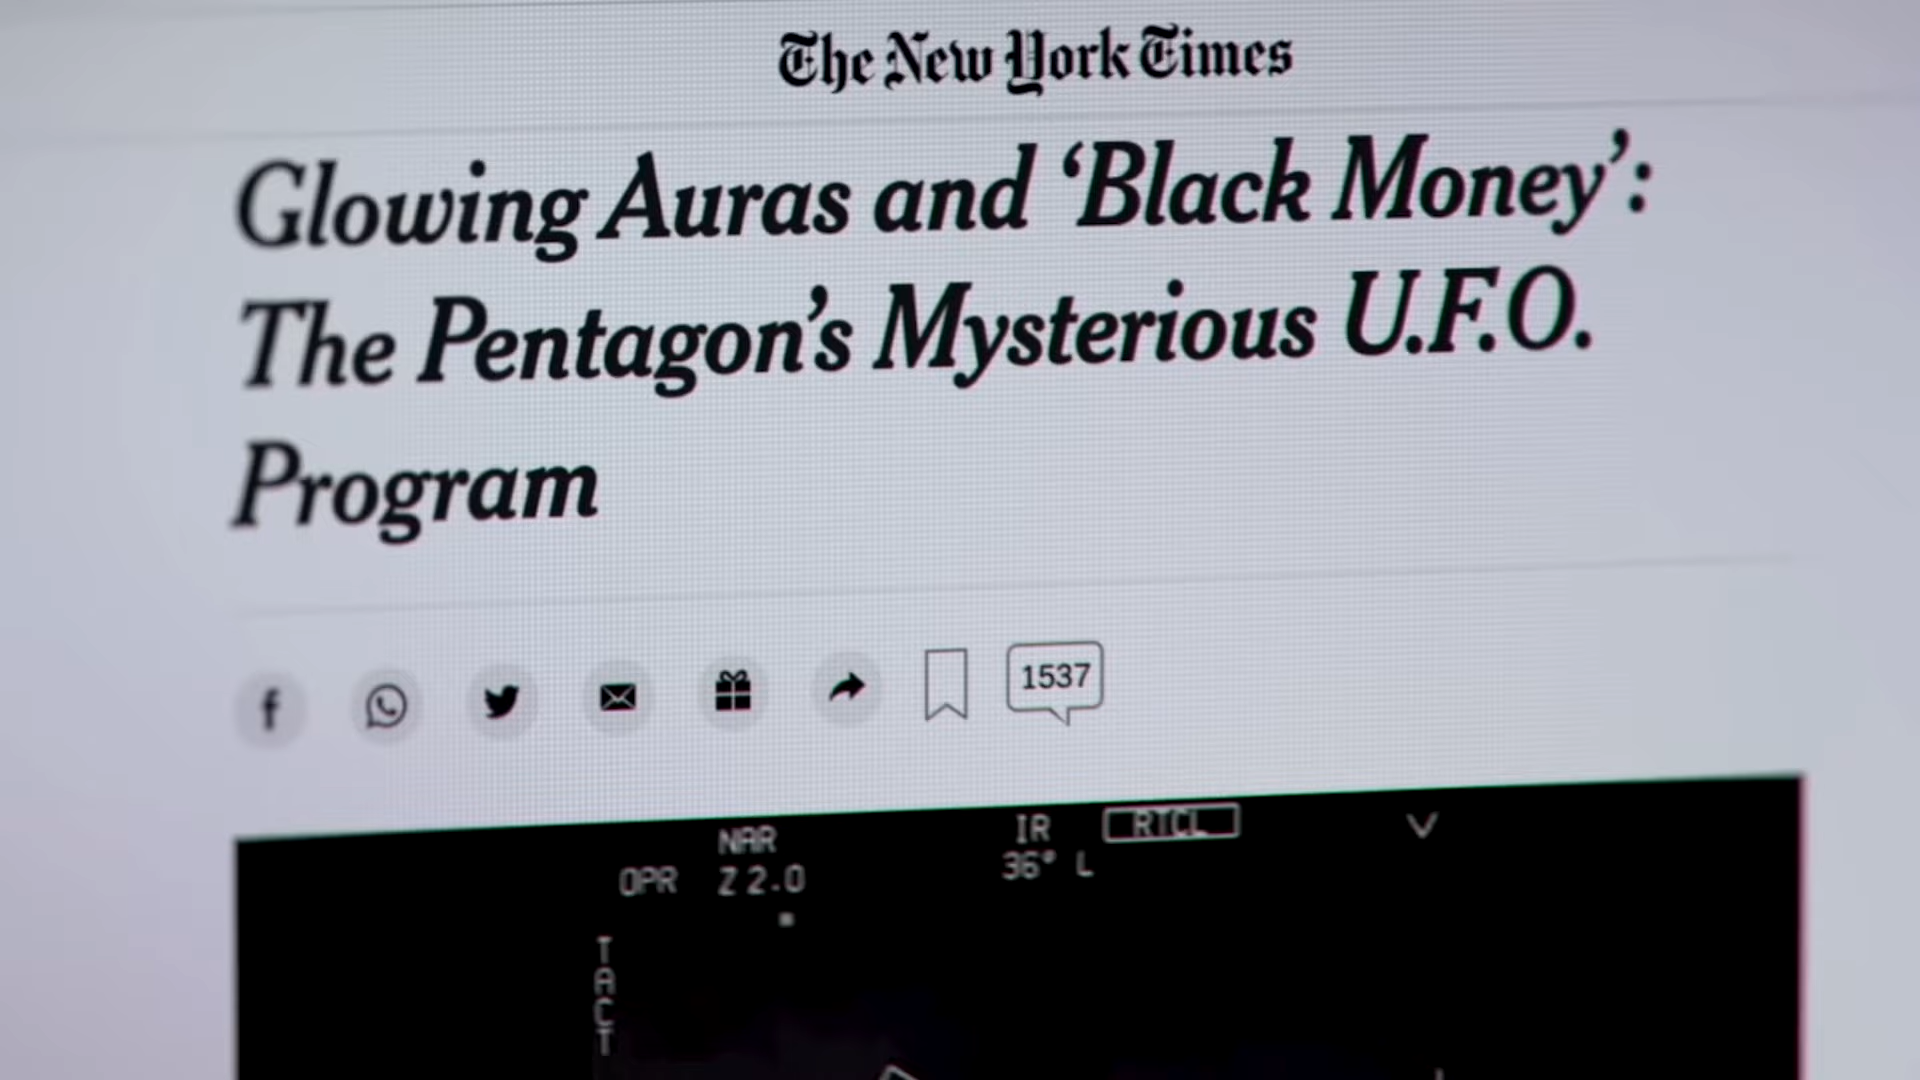 The New York Times
Glowing Auras and ‘Black Money’:
The Pentagon’s Mysterious U.F.O.
Program
1537
NAR
IR
RTCL
OPR
Z 2.0
36° L
TACT